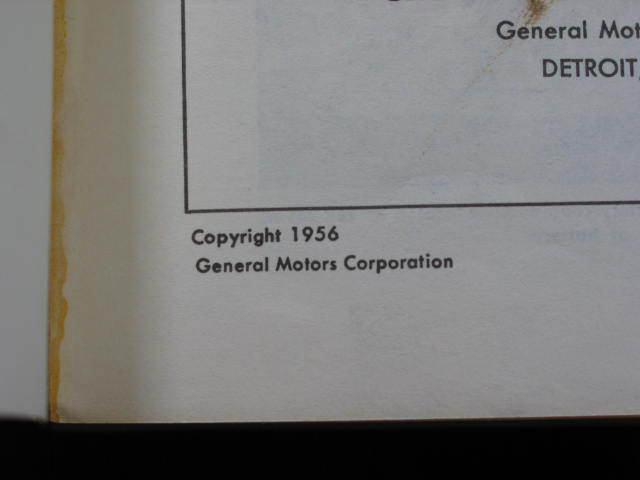 General Mot
DETROIT,
Copyright 1956
General Motors Corporation